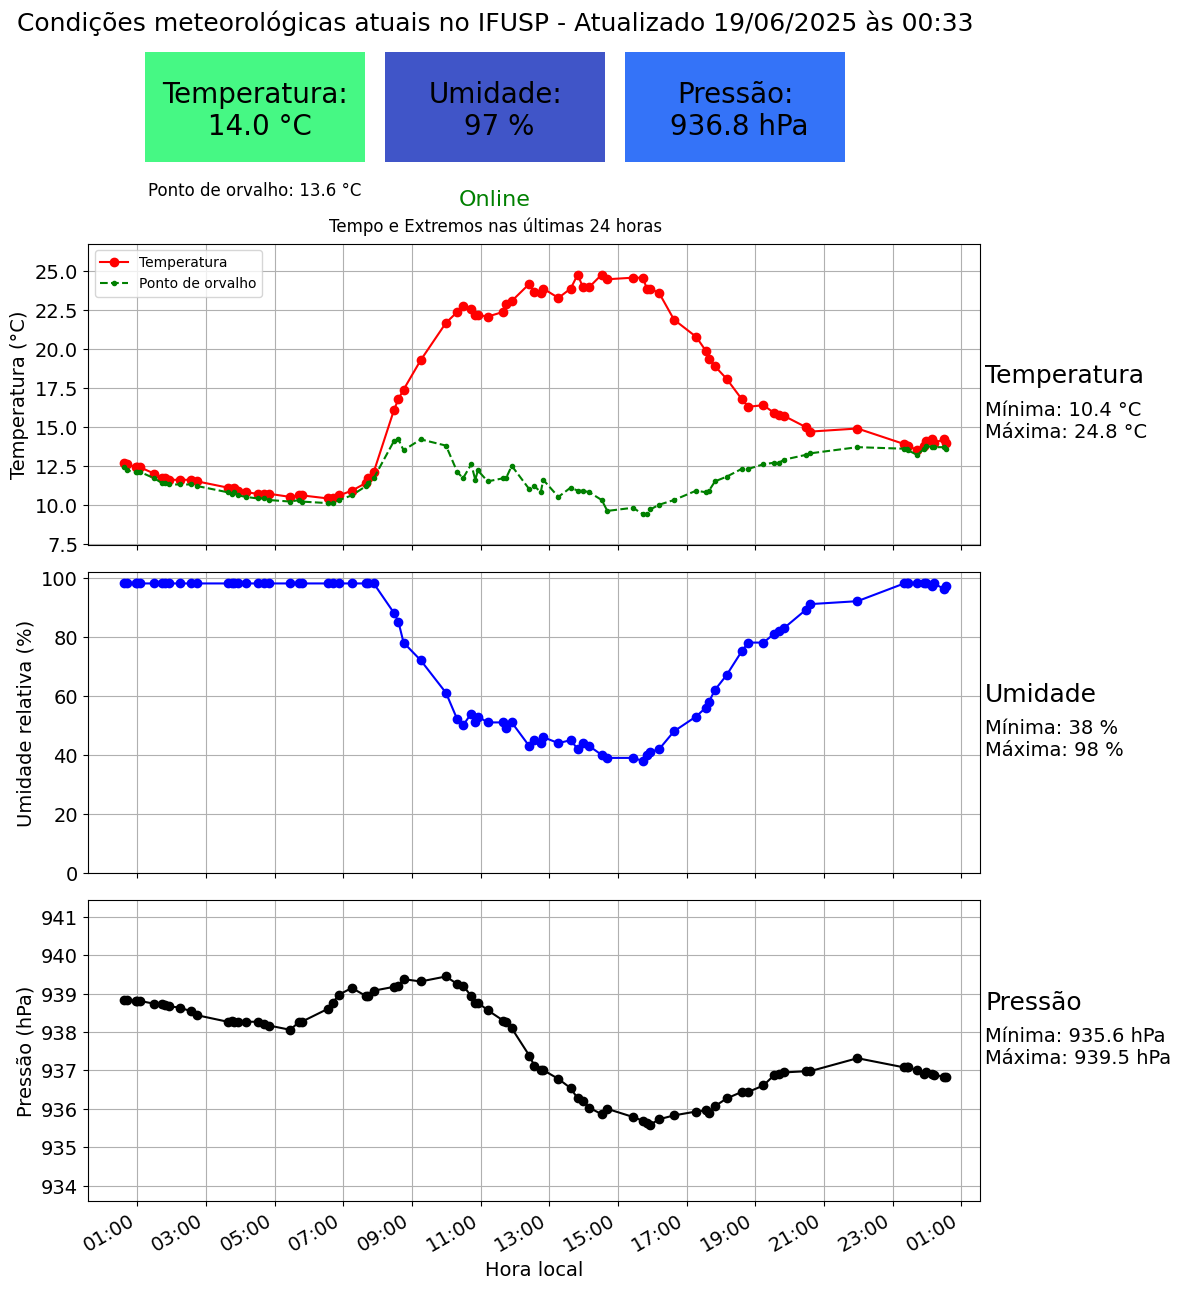 Condições meteorológicas atuais no IFUSP - Atualizado 19/06/2025 às 00:33
Temperatura:
14.0 °C
Umidade:
97 %
Pressão:
936.8 hPa
Ponto de orvalho: 13.6 °C
Online
Tempo e Extremos nas últimas 24 horas
Temperatura
Ponto de orvalho
Temperatura (°C)
25.0
22.5
20.0
17.5
15.0
12.5
10.0
7.5
Temperatura
Mínima: 10.4 °C
Máxima: 24.8 °C
Umidade relativa (%)
100
80
60
40
20
0
Umidade
Mínima: 38 %
Máxima: 98 %
Pressão (hPa)
941
940
939
938
937
936
935
934
Pressão
Mínima: 935.6 hPa
Máxima: 939.5 hPa
01:00 03:00 05:00 07:00 09:00 11:00 13:00 15:00 17:00 19:00 21:00 23:00 01:00
Hora local